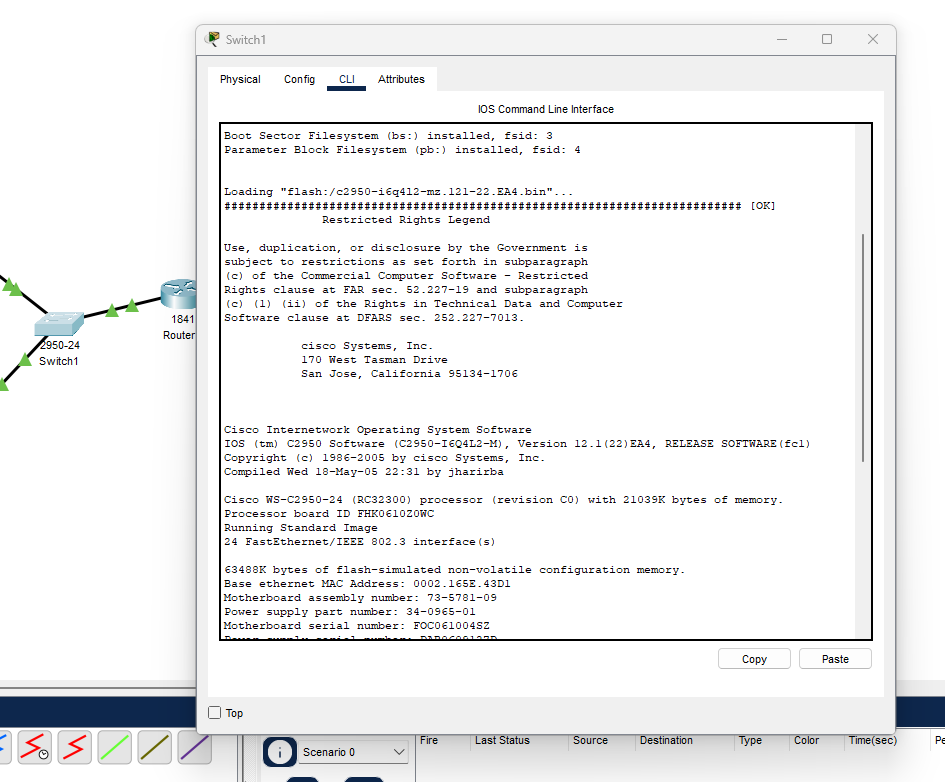 Switch1
Physical Config CLI Attributes
IOS Command Line Interface
Boot Sector Filesystem (bs:) installed, fsid: 3
Parameter Block Filesystem (pb:) installed, fsid: 4
Loading "flash:/c2950-i6q4l2-mz.121-22.EA4.bin"...
########################################################################## [OK]
Restricted Rights Legend
Use, duplication, or disclosure by the Government is
subject to restrictions as set forth in subparagraph
(c) of the Commercial Computer Software - Restricted
Rights clause at FAR sec. 52.227-19 and subparagraph
(c) (1) (ii) of the Rights in Technical Data and Computer
Software clause at DFARS sec. 252.227-7013.
cisco Systems, Inc.
170 West Tasman Drive
San Jose, California 95134-1706
Cisco Internetwork Operating System Software
IOS (tm) C2950 Software (C2950-I6Q4L2-M), Version 12.1(22)EA4, RELEASE SOFTWARE(fc1)
Copyright (c) 1986-2005 by cisco Systems, Inc.
Compiled Wed 18-May-05 22:31 by jharirba
Cisco WS-C2950-24 (RC32300) processor (revision C0) with 21039K bytes of memory.
Processor board ID FHK0610Z0WC
Running Standard Image
24 FastEthernet/IEEE 802.3 interface(s)
63488K bytes of flash-simulated non-volatile configuration memory.
Base ethernet MAC Address: 0002.165E.43D1
Motherboard assembly number: 73-5781-09
Power supply part number: 34-0965-01
Motherboard serial number: FOC061004SZ
Power supply serial number:
Copy Paste
Top
1841
Router
2950-24
Switch1
Scenario 0
Fire Last Status Source Destination Type Color Time(sec)